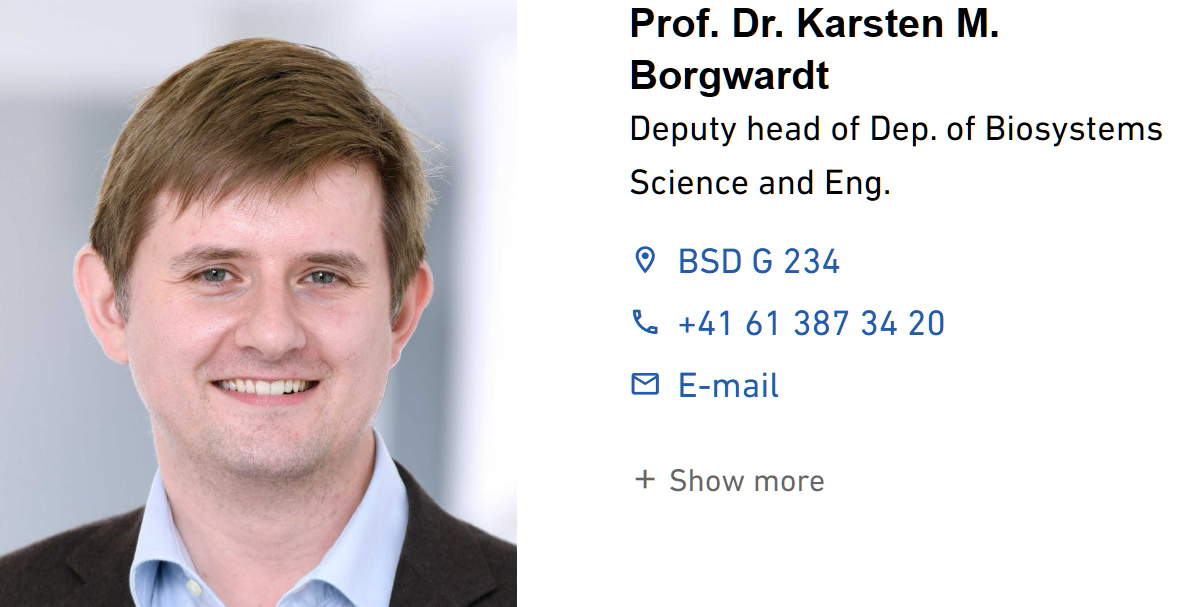 Prof. Dr. Karsten M.
Borgwardt
Deputy head of Dep. of Biosystems
Science and Eng.
BSD G 234
+41 61 387 34 20
E-mail
+ Show more